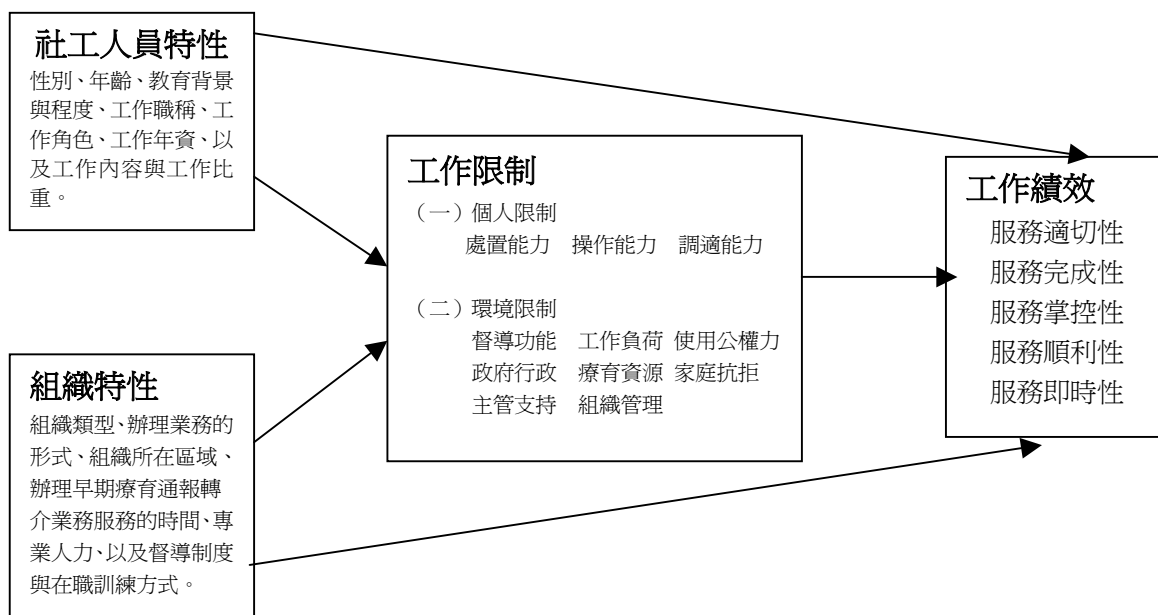 社工人員特性
性別、年齡、教育背景
與程度、工作職稱、工
作角色、工作年資、以
及工作內容與工作比
重。
組織特性
組織類型、辦理業務的
形式、組織所在區域、
辦理早期療育通報轉
介業務服務的時間、專
業人力、以及督導制度
與在職訓練方式。
工作限制
（一）個人限制
處置能力 操作能力 調適能力
（二）環境限制
督導功能 工作負荷 使用公權力
政府行政 療育資源 家庭抗拒
主管支持 組織管理
工作績效
服務適切性
服務完成性
服務掌控性
服務順利性
服務即時性